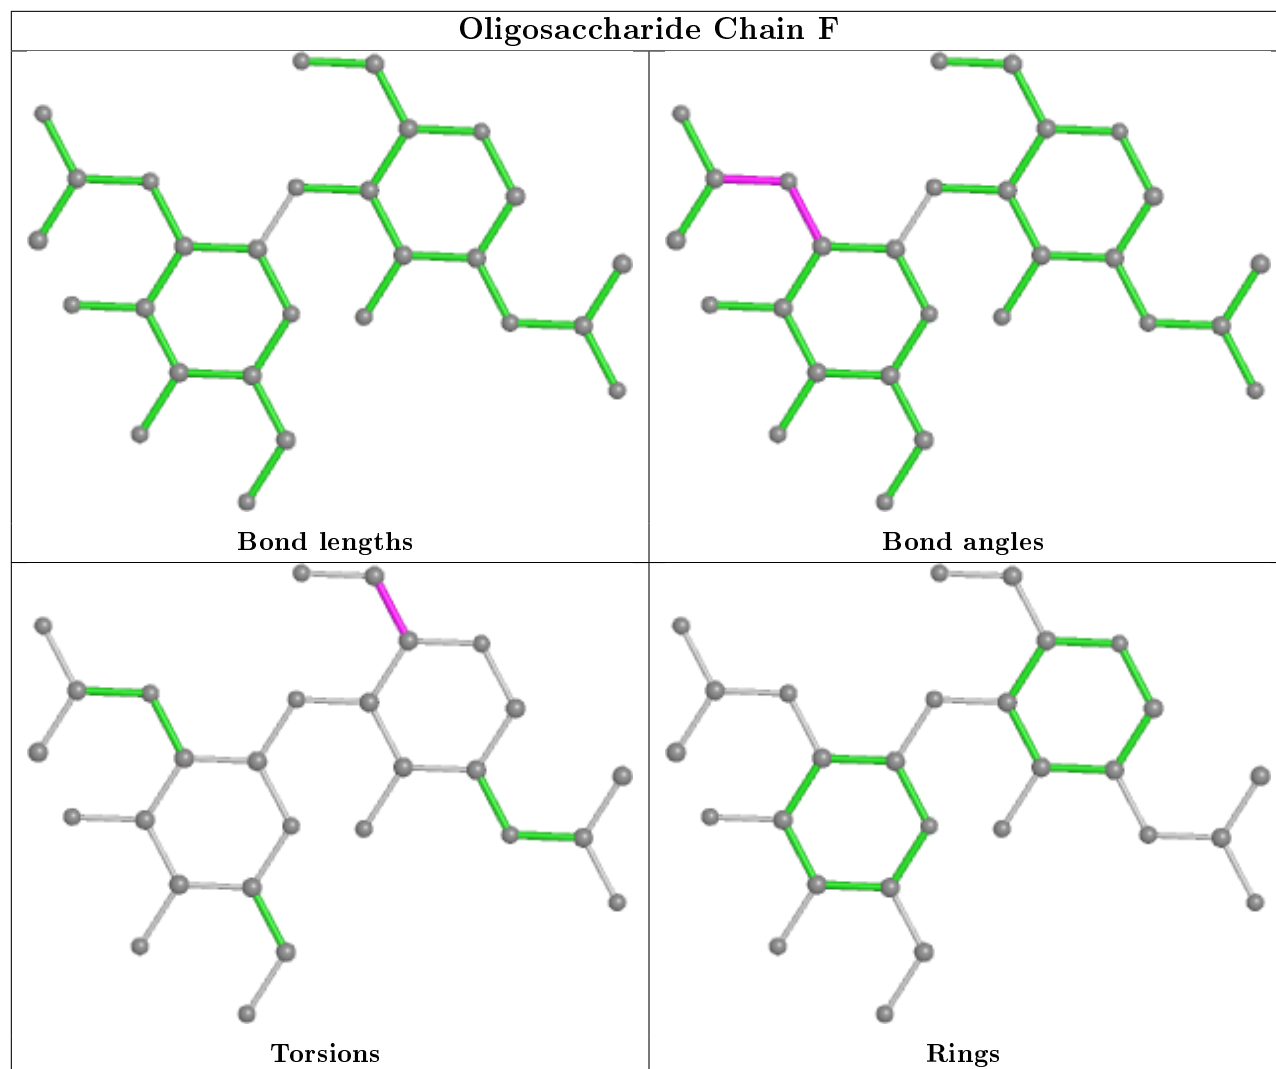 Oligosaccharide Chain F
Bond lengths
Bond angles
Torsions
Rings